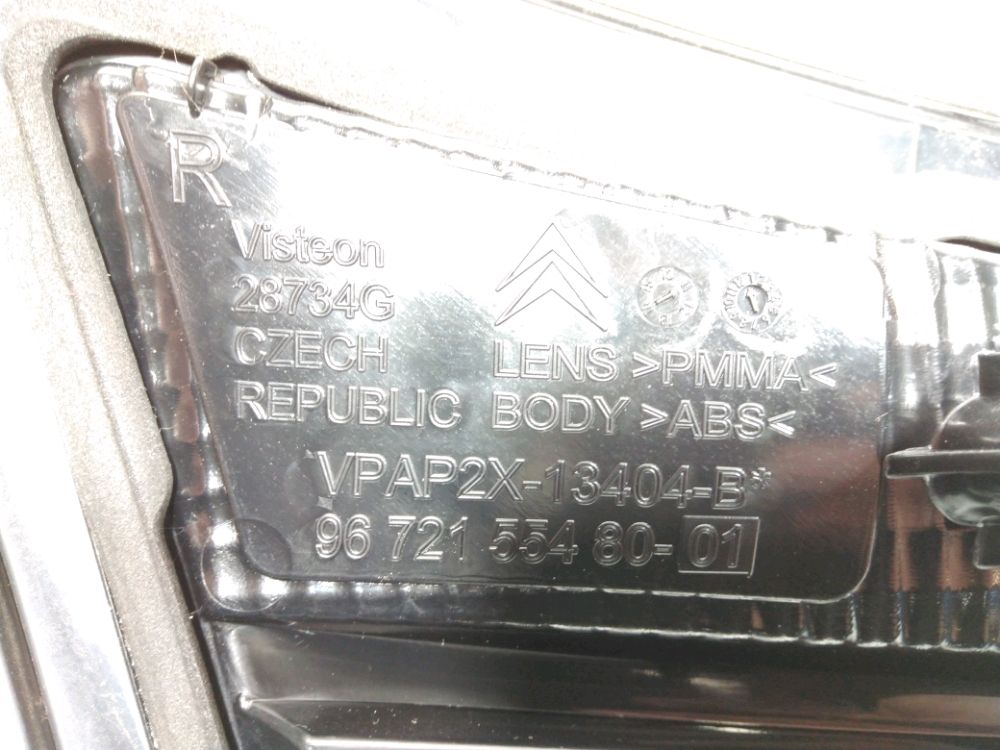 R
Visteon
28734G
CZECH
REPUBLIC
LENS >PMMA<
BODY >ABS<
VPAP2X-13404-B*
96 721 554 80-01